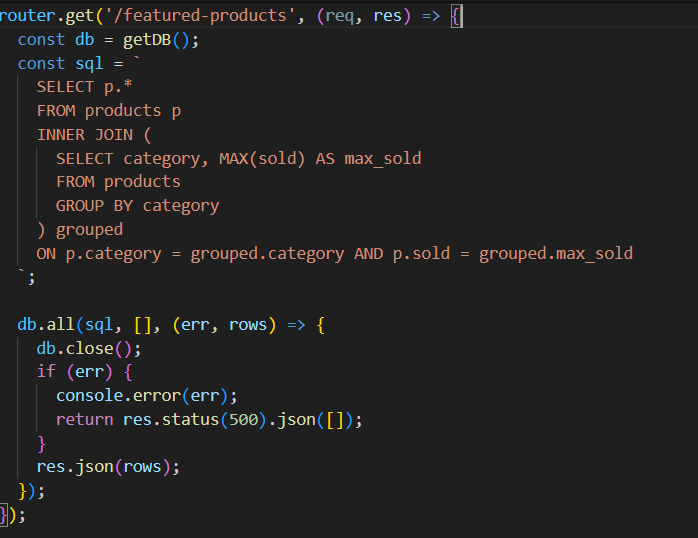 router.get('/featured-products', (req, res) => {
  const db = getDB();
  const sql = `
    SELECT p.*
    FROM products p
    INNER JOIN (
      SELECT category, MAX(sold) AS max_sold
      FROM products
      GROUP BY category
    ) grouped
    ON p.category = grouped.category AND p.sold = grouped.max_sold
  `;

  db.all(sql, [], (err, rows) => {
    db.close();
    if (err) {
      console.error(err);
      return res.status(500).json([]);
    }
    res.json(rows);
  });
});